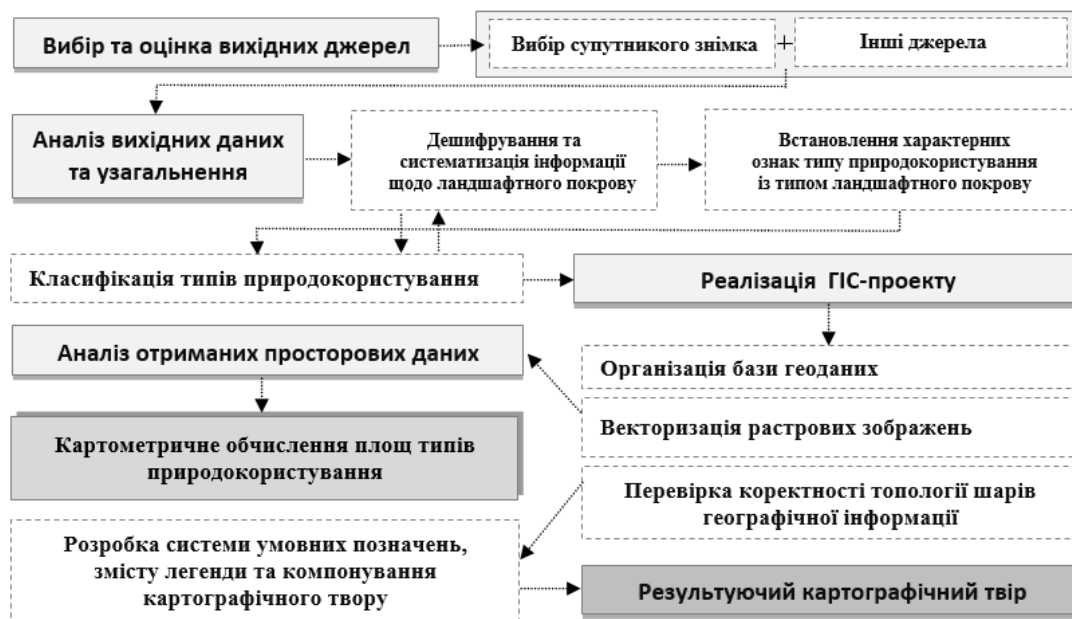 Вибір та оцінка вихідних джерел
Вибір супутникого знімка
+
Інші джерела
Аналіз вихідних даних
та узагальнення
Дешифрування та
систематизація інформації
щодо ландшафтного покрову
Встановлення характерних
ознак типу природокористування
із типом ландшафтного покрову
Класифікація типів природокористування
Реалізація ГІС-проекту
Аналіз отриманих просторових даних
Організація бази геоданих
Векторизація растрових зображень
Картометричне обчислення площ типів
природокористування
Перевірка коректності топології шарів
географічної інформації
Розробка системи умовних позначень,
змісту легенди та компонування
картографічного твору
Результуючий картографічний твір